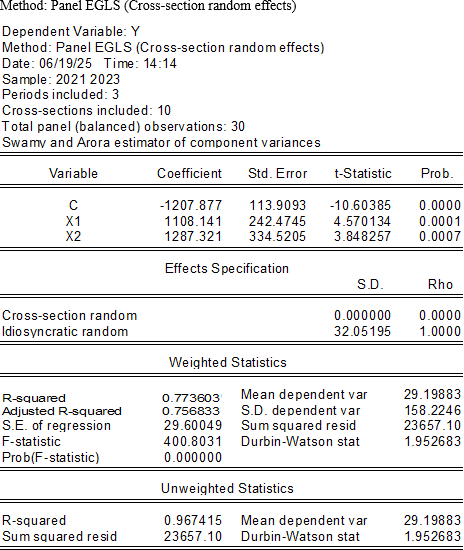 Method: Panel EGLS (Cross-section random effects)
Dependent Variable: Y
Method: Panel EGLS (Cross-section random effects)
Date: 06/19/25 Time: 14:14
Sample: 2021 2023
Periods included: 3
Cross-sections included: 10
Total panel (balanced) observations: 30
Swamy and Arora estimator of component variances
Variable Coefficient Std. Error t-Statistic Prob.
C -1207.877 113.9093 -10.60385 0.0000
X1 1108.141 242.4745 4.570134 0.0001
X2 1287.321 334.5205 3.848257 0.0007
Effects Specification
S.D. Rho
Cross-section random 0.000000 0.0000
Idiosyncratic random 32.05195 1.0000
Weighted Statistics
R-squared 0.773603 Mean dependent var 29.19883
Adjusted R-squared 0.756833 S.D. dependent var 158.2246
S.E. of regression 29.60049 Sum squared resid 23657.10
F-statistic 400.8031 Durbin-Watson stat 1.952683
Prob(F-statistic) 0.000000
Unweighted Statistics
R-squared 0.967415 Mean dependent var 29.19883
Sum squared resid 23657.10 Durbin-Watson stat 1.952683